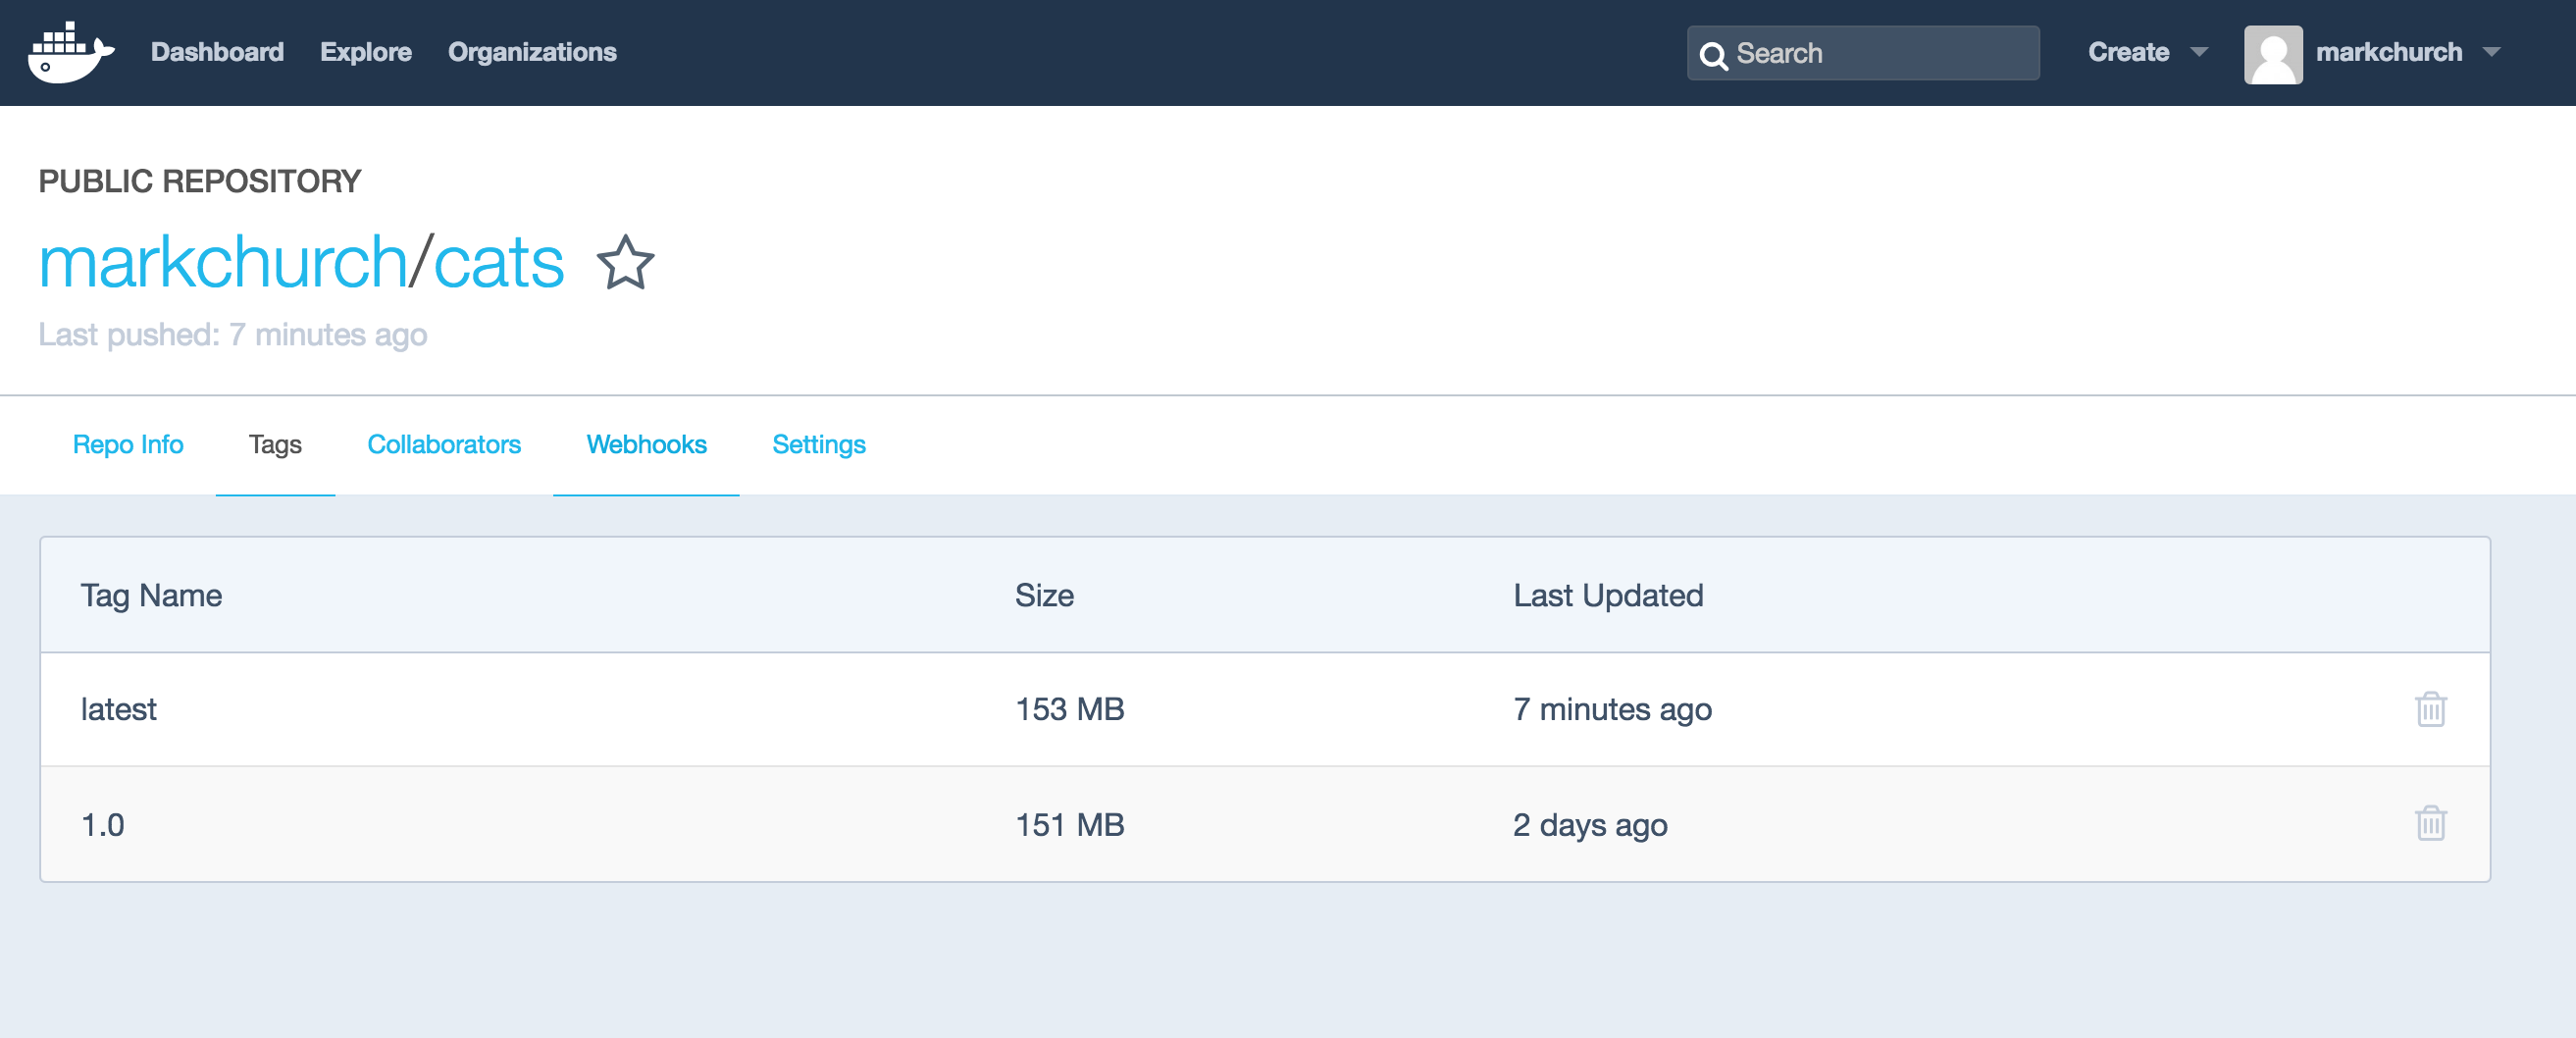 Dashboard Explore Organizations Search Create markchurch
PUBLIC REPOSITORY
markchurch/cats
Last pushed: 7 minutes ago
Repo Info Tags Collaborators Webhooks Settings
Tag Name Size Last Updated
latest 153 MB 7 minutes ago
1.0 151 MB 2 days ago